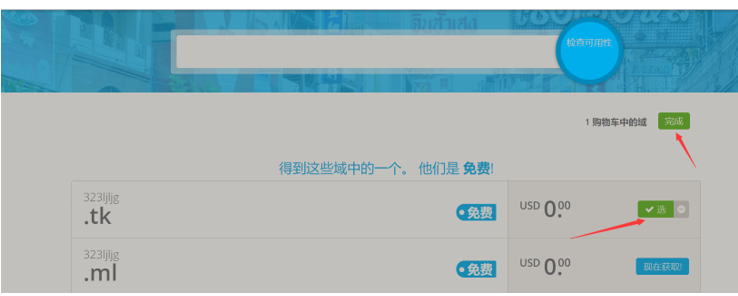 检查可用性
1 购物车中的域 完成
得到这些域中的一个。 他们是 免费!
323ljljg
.tk
免费
USD 0.00
选
323ljljg
.ml
免费
USD 0.00
现在获取!